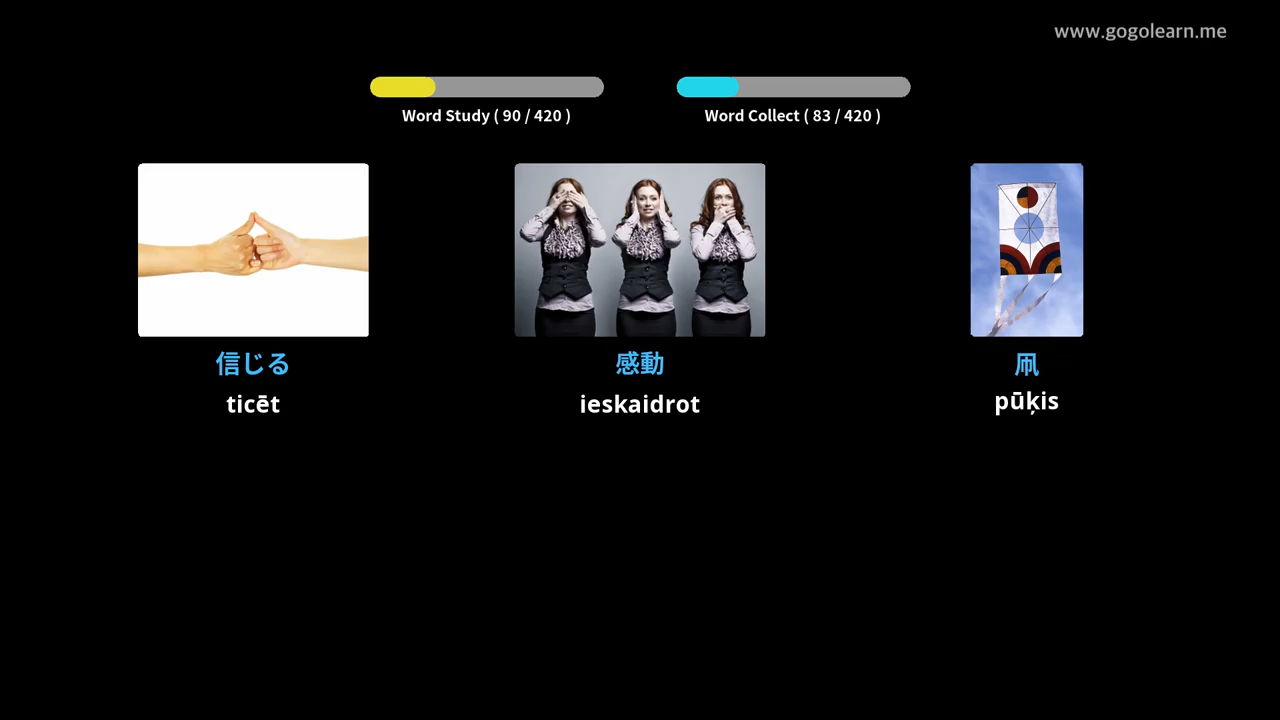 www.gogolearn.me
Word Study ( 90 / 420 )
Word Collect ( 83 / 420 )
信じる
感動
凧
ticēt
ieskaidrot
pūķis